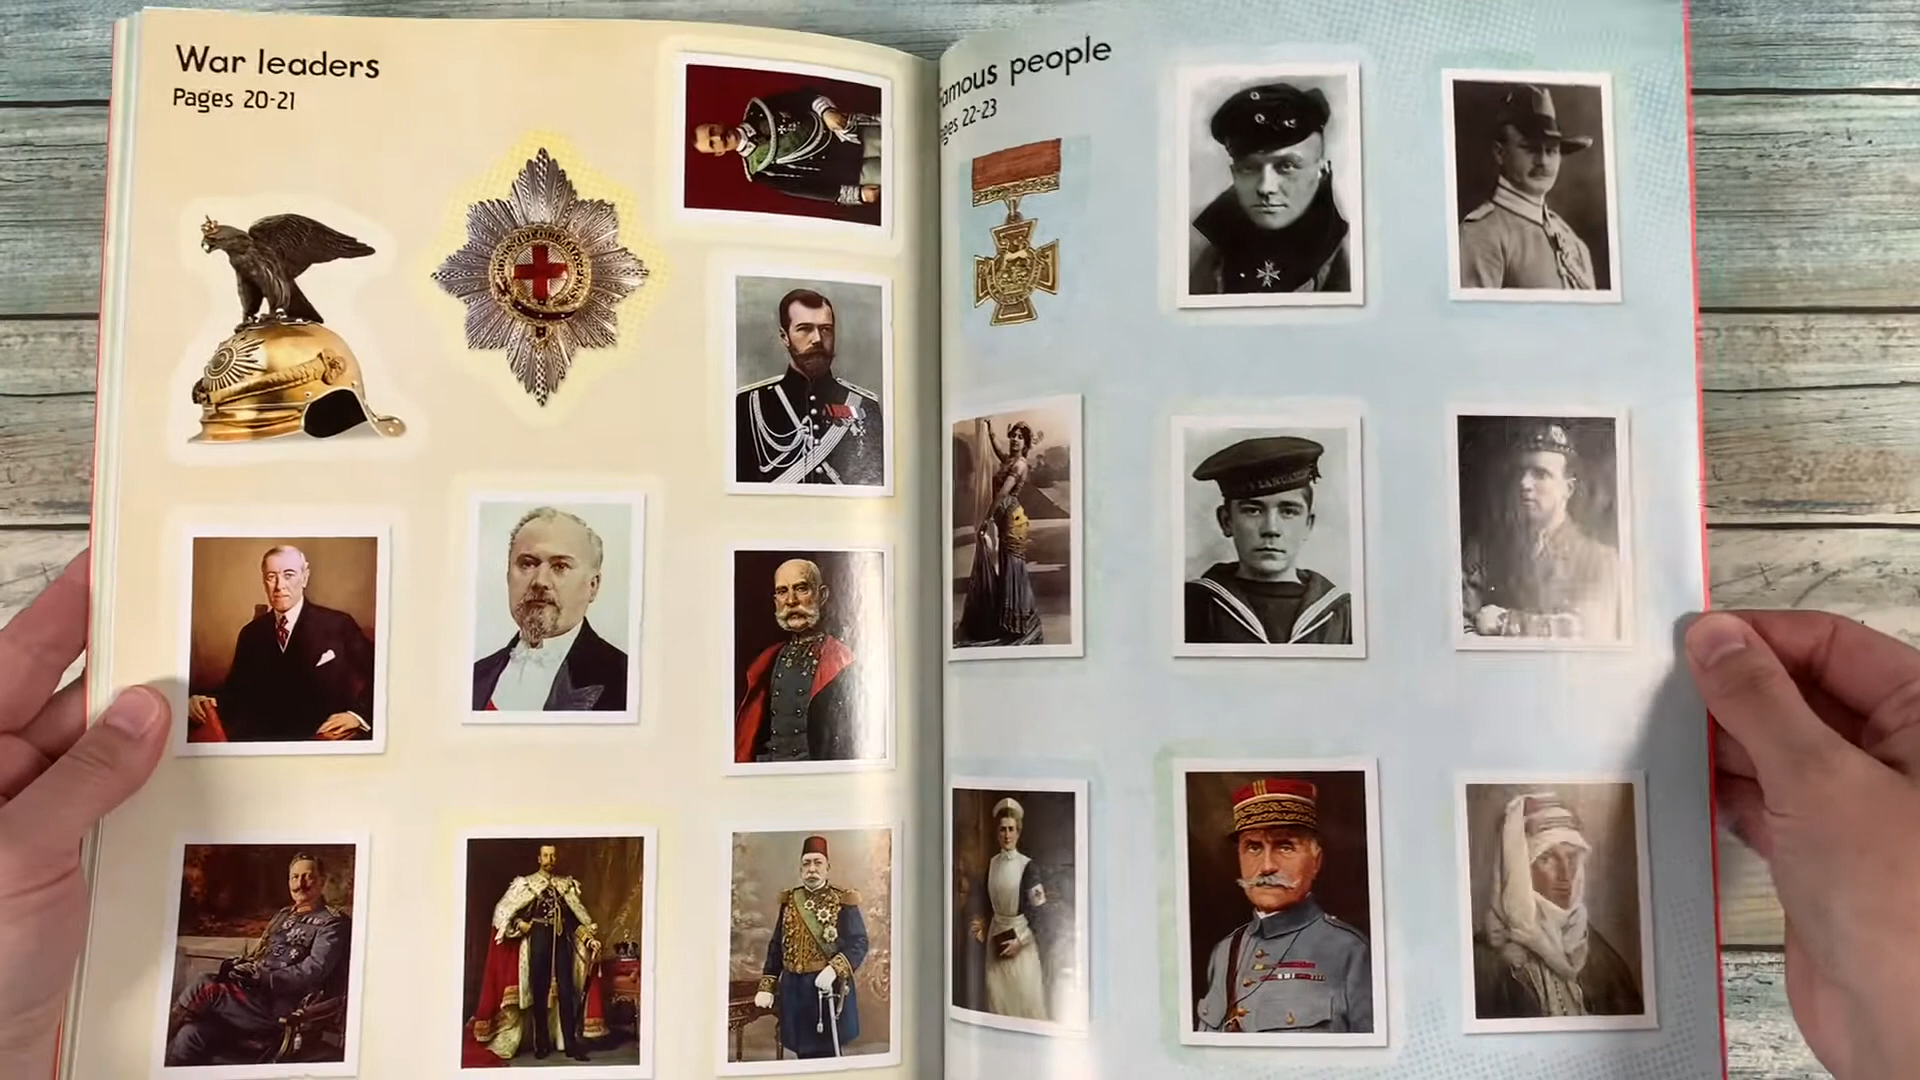 War leaders
Pages 20-21
amous people
ges 22-23